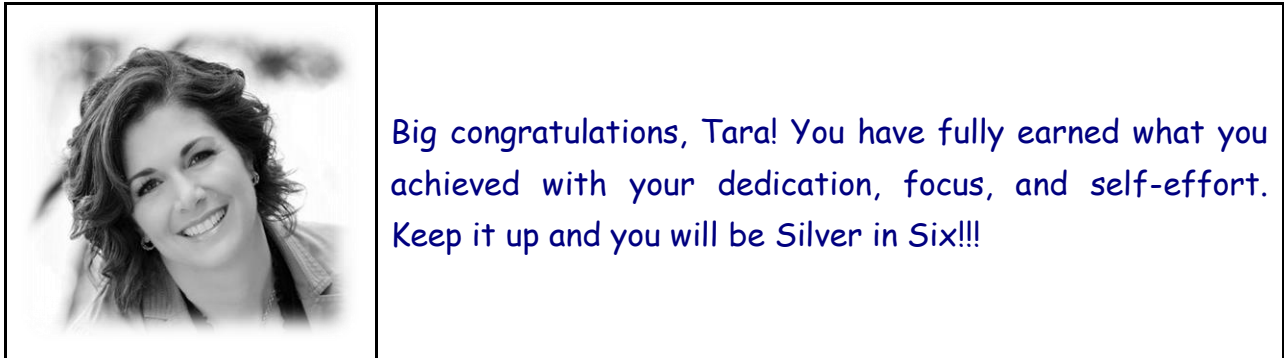 Big congratulations, Tara! You have fully earned what you
achieved with your dedication, focus, and self-effort.
Keep it up and you will be Silver in Six!!!